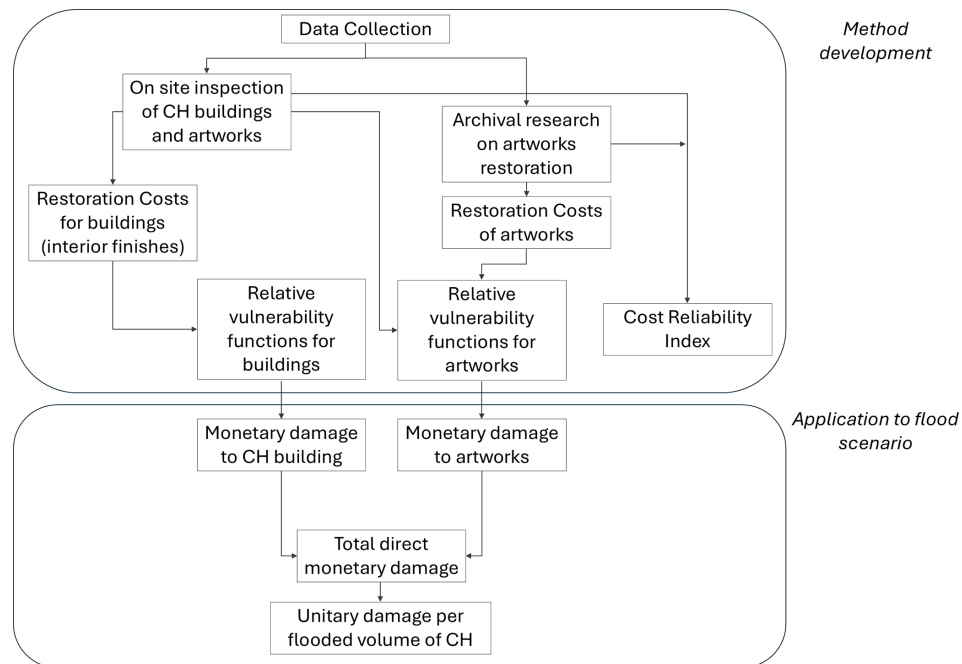 Data Collection
Method
development
On site inspection
of CH buildings
and artworks
Archival research
on artworks
restoration
Restoration Costs
for buildings
(interior finishes)
Restoration Costs
of artworks
Relative
vulnerability
functions for
buildings
Relative
vulnerability
functions for
artworks
Cost Reliability
Index
Application to flood
scenario
Monetary damage
to CH building
Monetary damage
to artworks
Total direct
monetary damage
Unitary damage per
flooded volume of CH